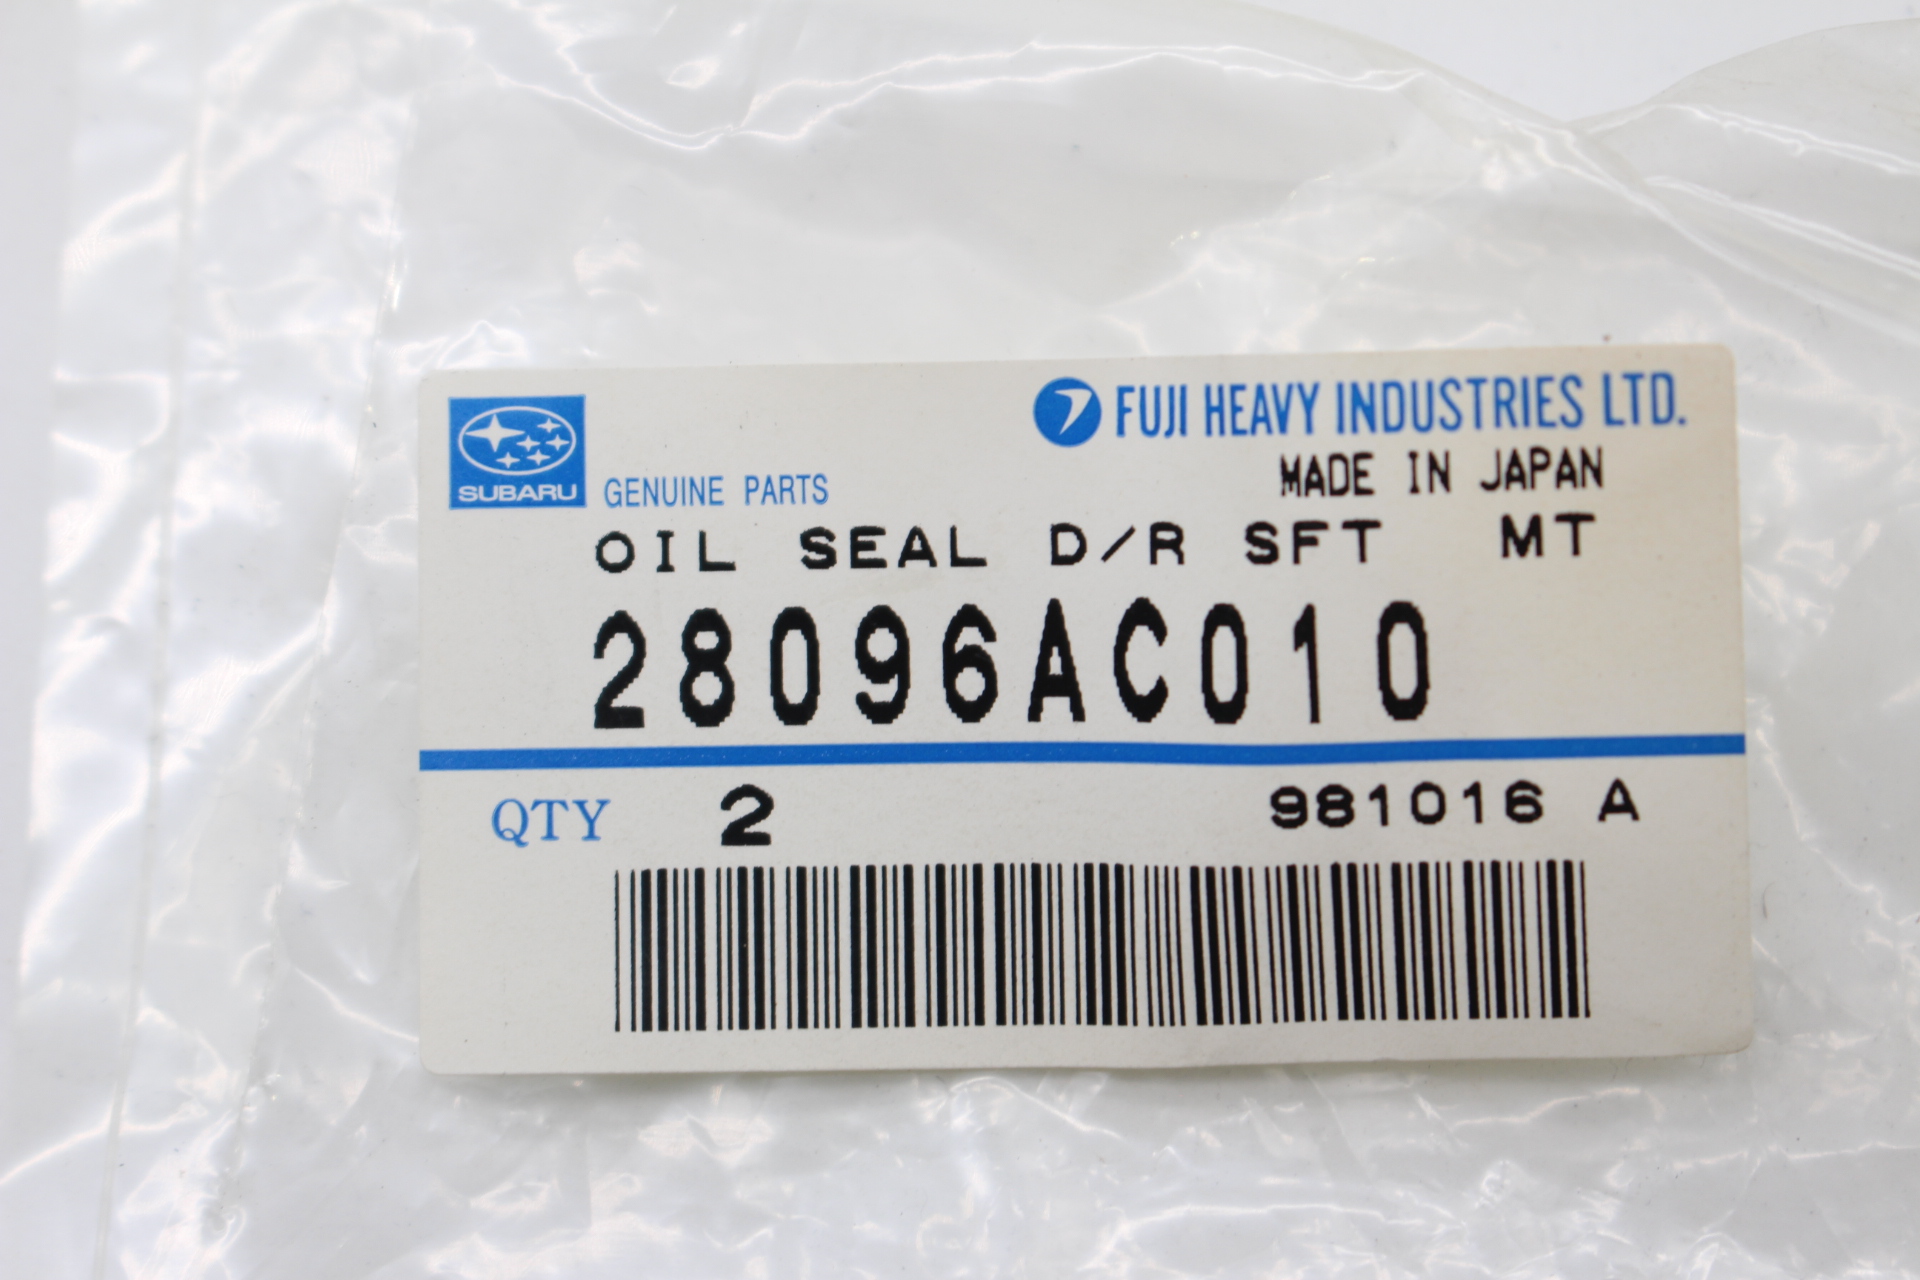 FUJI HEAVY INDUSTRIES LTD.
SUBARU GENUINE PARTS
MADE IN JAPAN
OIL SEAL D/R SFT MT
28096AC010
QTY 2 981016 A